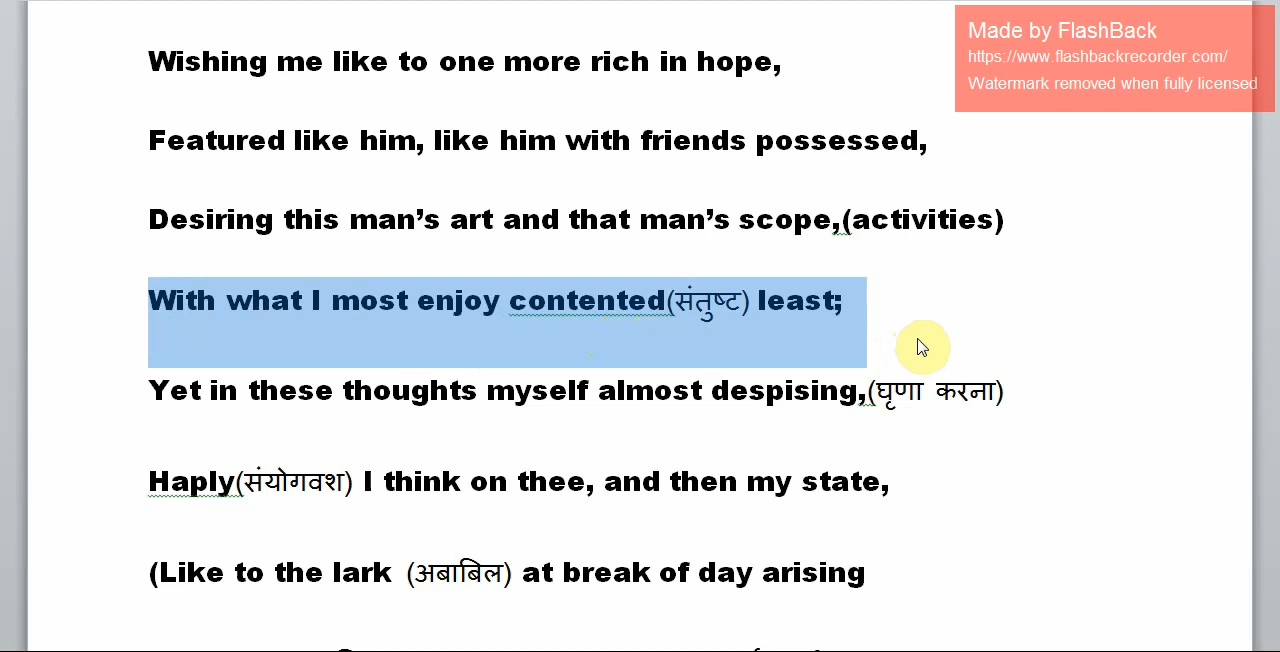 Made by FlashBack
https://www.flashbackrecorder.com/
Watermark removed when fully licensed
Wishing me like to one more rich in hope,
Featured like him, like him with friends possessed,
Desiring this man’s art and that man’s scope,(activities)
With what I most enjoy contented(संतुष्ट) least;
Yet in these thoughts myself almost despising,(घृणा करना)
Haply(संयोगवश) I think on thee, and then my state,
(Like to the lark (अबाबिल) at break of day arising